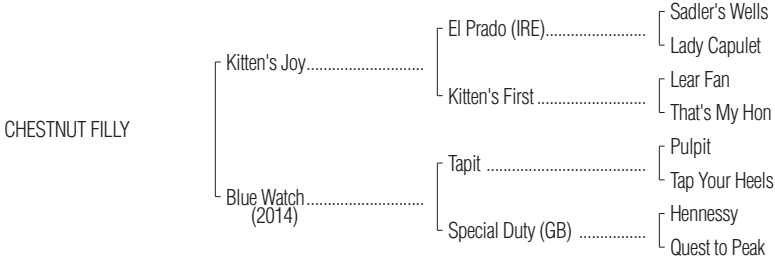 Sadler's Wells
El Prado (IRE)........................
Lady Capulet
Kitten's Joy............................
Lear Fan
Kitten's First..........................
That's My Hon
CHESTNUT FILLY
Pulpit
Tapit ......................................
Tap Your Heels
Blue Watch............................
(2014)
Hennessy
Special Duty (GB) ................
Quest to Peak